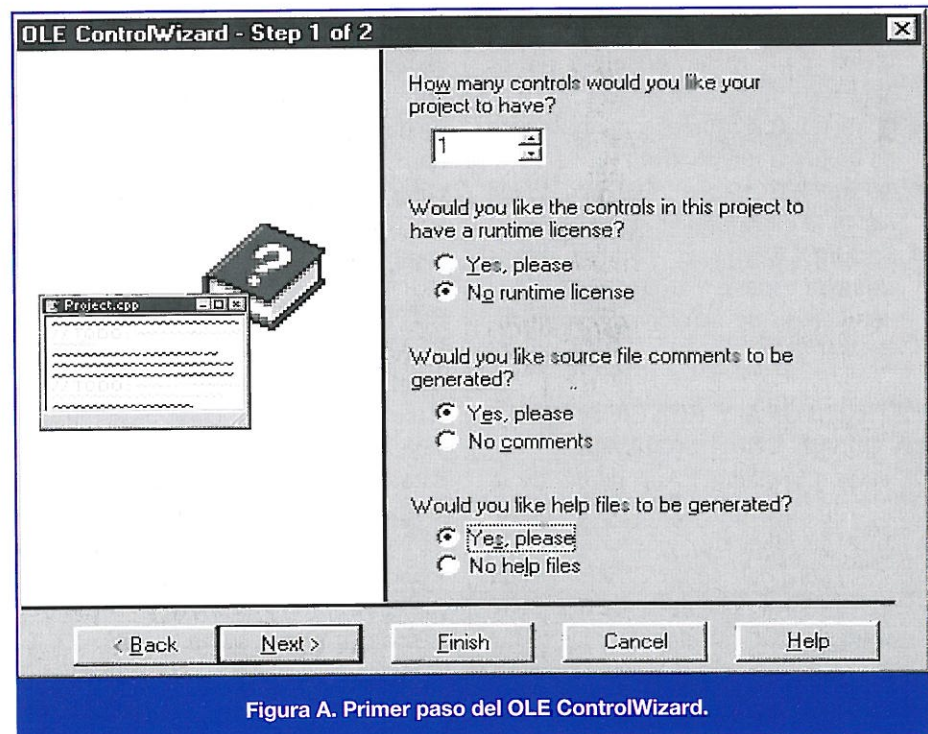 OLE ControlWizard - Step 1 of 2
How many controls would you like your
project to have?
1
Would you like the controls in this project to
have a runtime license?
Yes, please
No runtime license
Project.cpp
Would you like source file comments to be
generated?
Yes, please
No comments
Would you like help files to be generated?
Yes, please
No help files
< Back
Next >
Finish
Cancel
Help
Figura A. Primer paso del OLE ControlWizard.